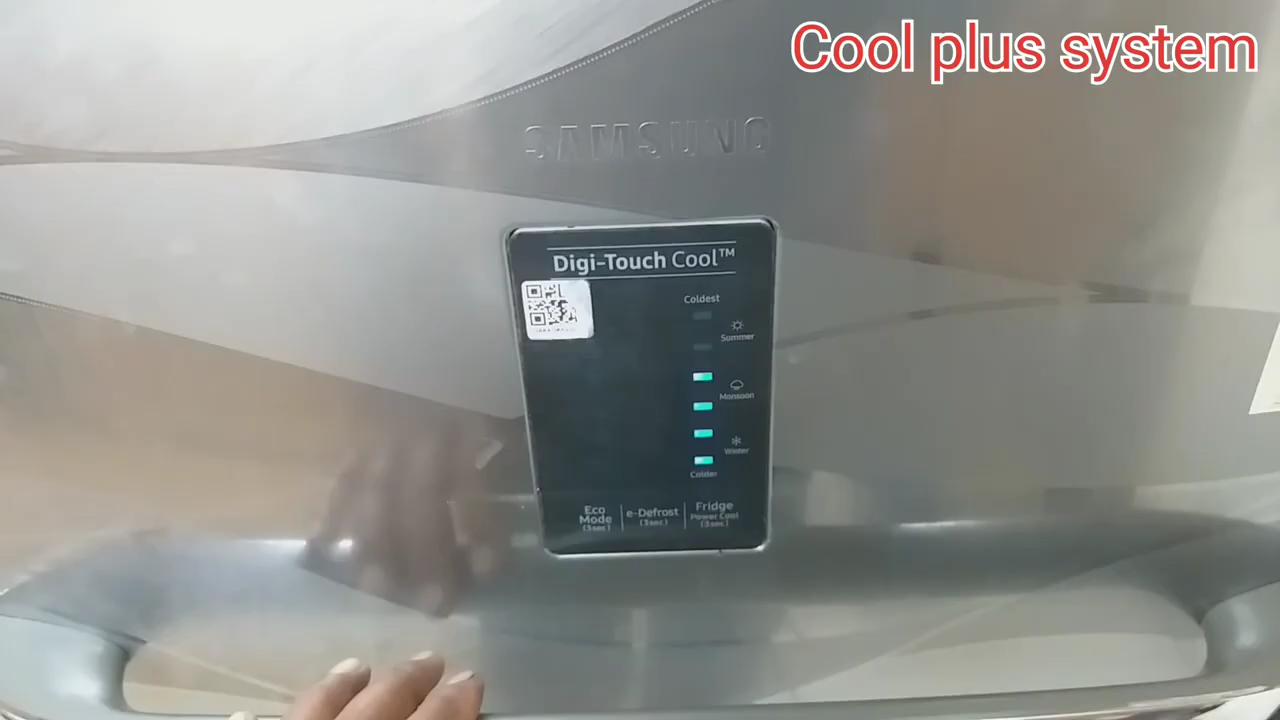 Cool plus system
SAMSUNG
Digi-Touch Cool™
Coldest
Summer
Monsoon
Winter
Colder
Eco
Mode
(3sec)
e-Defrost
(3sec)
Fridge
Power Cool
(3sec)